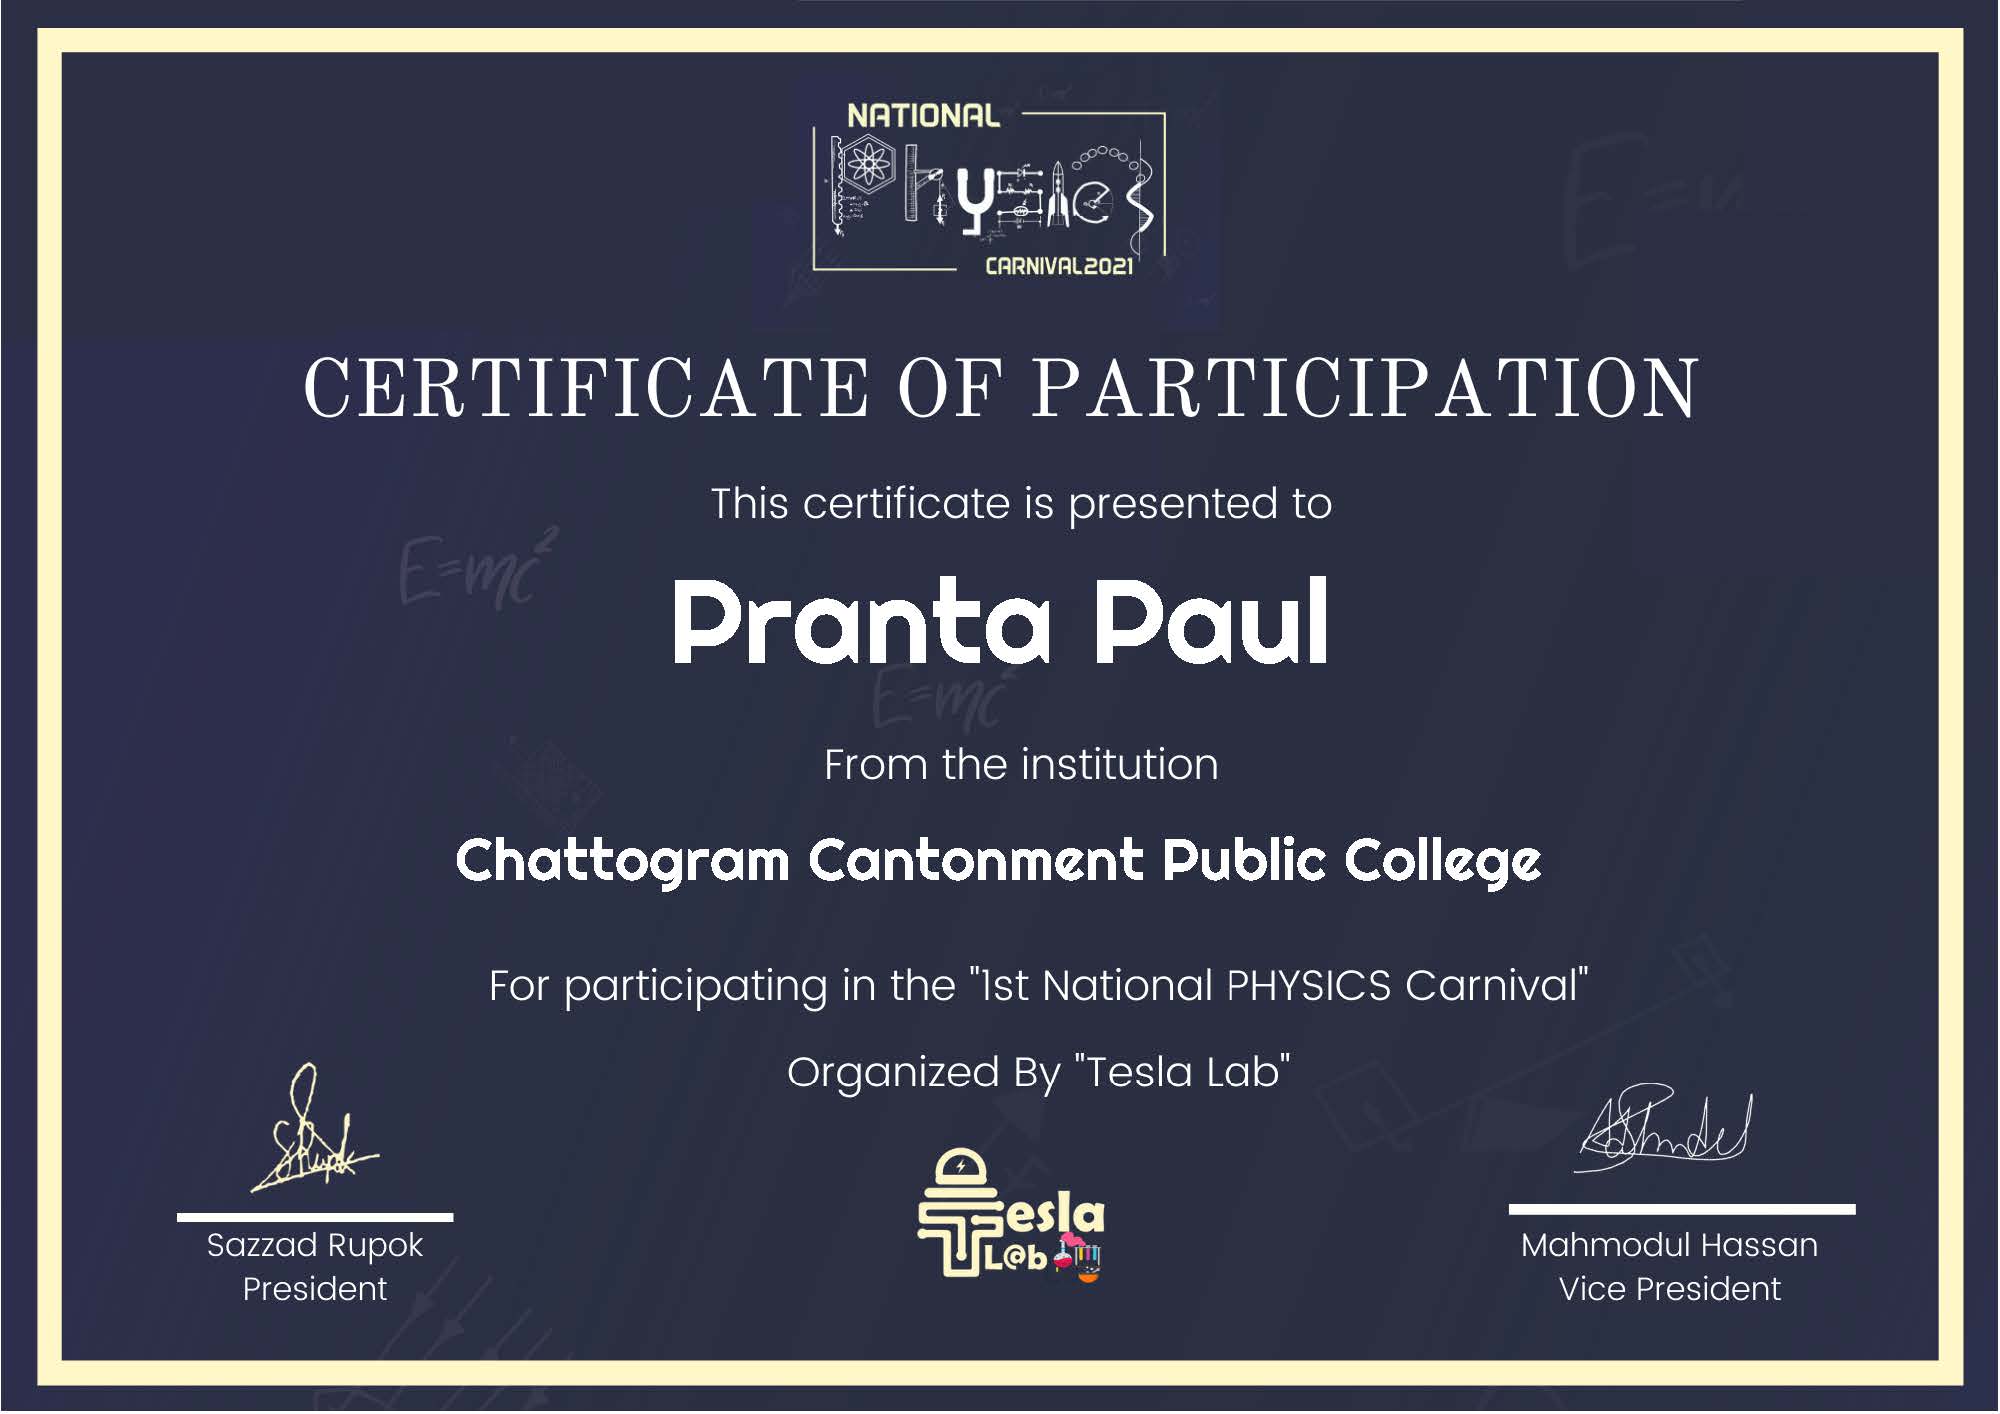 NATIONAL
PHYSICS
CARNIVAL2021
CERTIFICATE OF PARTICIPATION
This certificate is presented to
E=mc²
Pranta Paul
E=mc²
From the institution
Chattogram Cantonment Public College
For participating in the "1st National PHYSICS Carnival"
Organized By "Tesla Lab"
Tesla
L@b
Sazzad Rupok
President
Mahmodul Hassan
Vice President